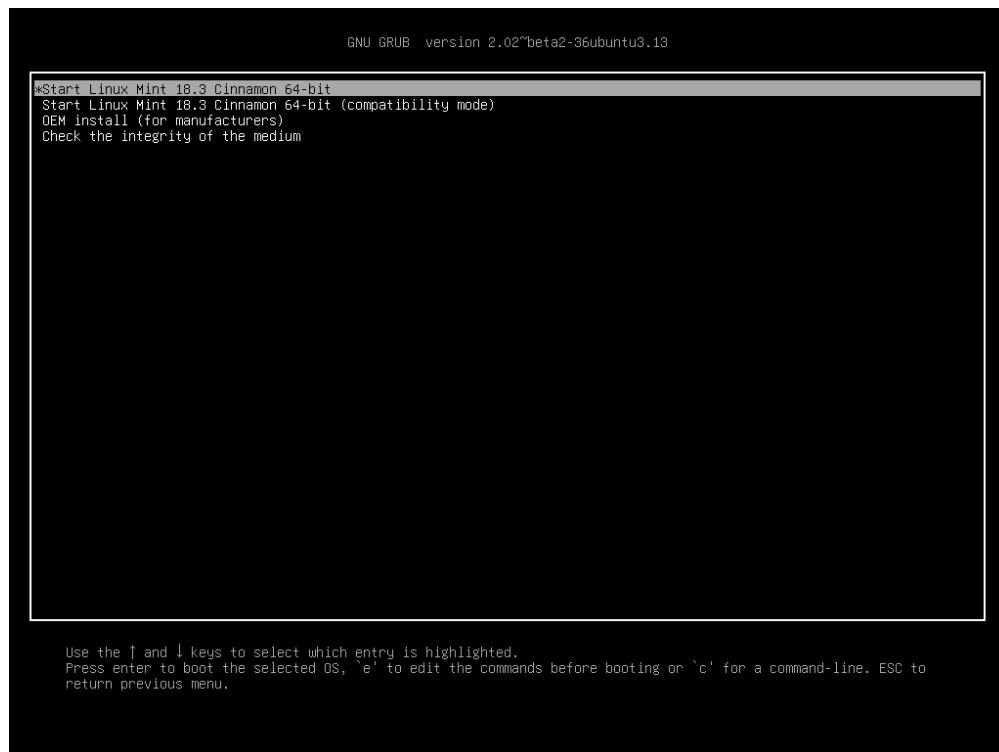 GNU GRUB  version 2.02~beta2-36ubuntu3.13
*Start Linux Mint 18.3 Cinnamon 64-bit
Start Linux Mint 18.3 Cinnamon 64-bit (compatibility mode)
OEM install (for manufacturers)
Check the integrity of the medium
Use the ↑ and ↓ keys to select which entry is highlighted.
Press enter to boot the selected OS, `e' to edit the commands before booting or `c' for a command-line. ESC to
return previous menu.